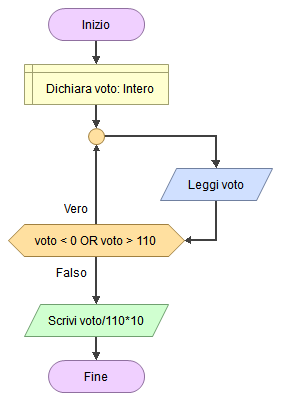 Inizio
Dichiara voto: Intero
Leggi voto
Vero
voto < 0 OR voto > 110
Falso
Scrivi voto/110*10
Fine